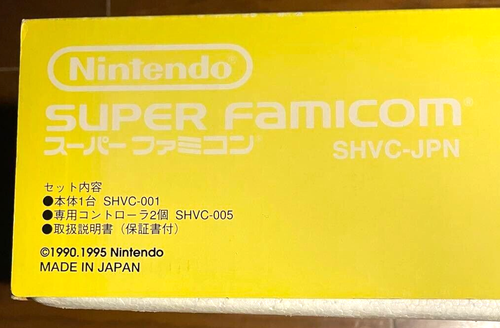 Nintendo®
SUPER FAMICOM®
スーパーファミコン®
SHVC-JPN
セット内容
●本体1台 SHVC-001
●専用コントローラ2個 SHVC-005
●取扱説明書（保証書付）
©1990.1995 Nintendo
MADE IN JAPAN